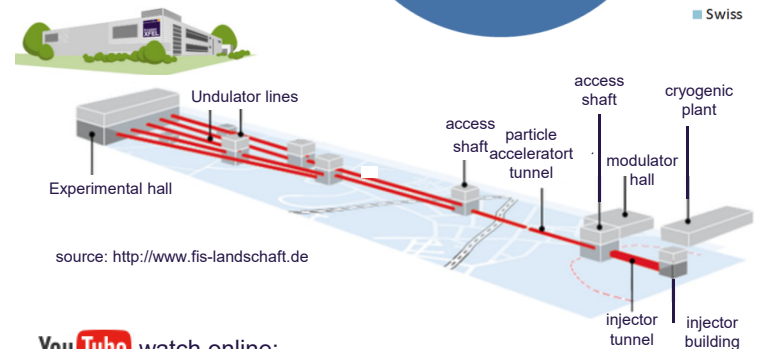 Swiss
XFEL
Undulator lines
access
shaft
cryogenic
plant
access
shaft
particle
acceleratort
tunnel
modulator
hall
Experimental hall
source: http://www.fis-landschaft.de
injector
tunnel
injector
building
You Tube watch online: